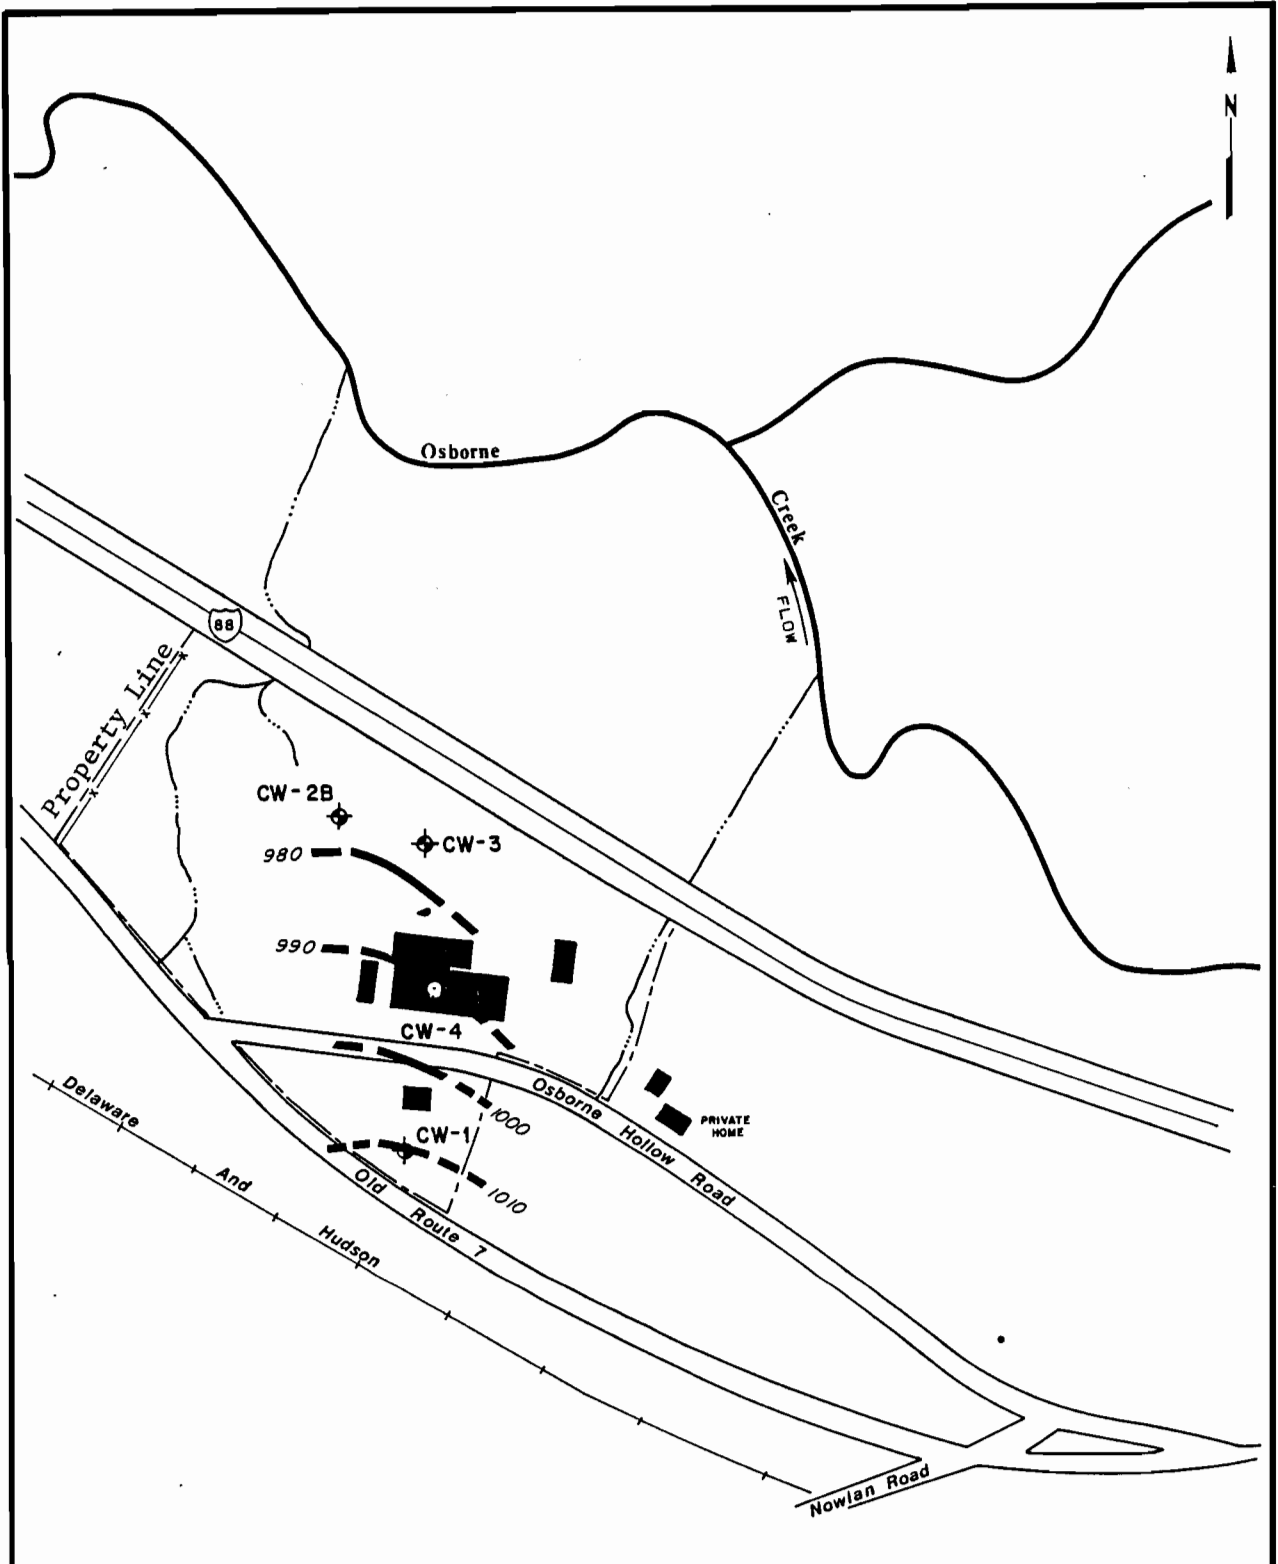 N
Osborne
Creek
FLOW
88
Property Line
CW-2B
CW-3
980
990
CW-4
Osborne Hollow Road
PRIVATE
HOME
1000
CW-1
1010
Old Route 7
Delaware And Hudson
Nowlan Road